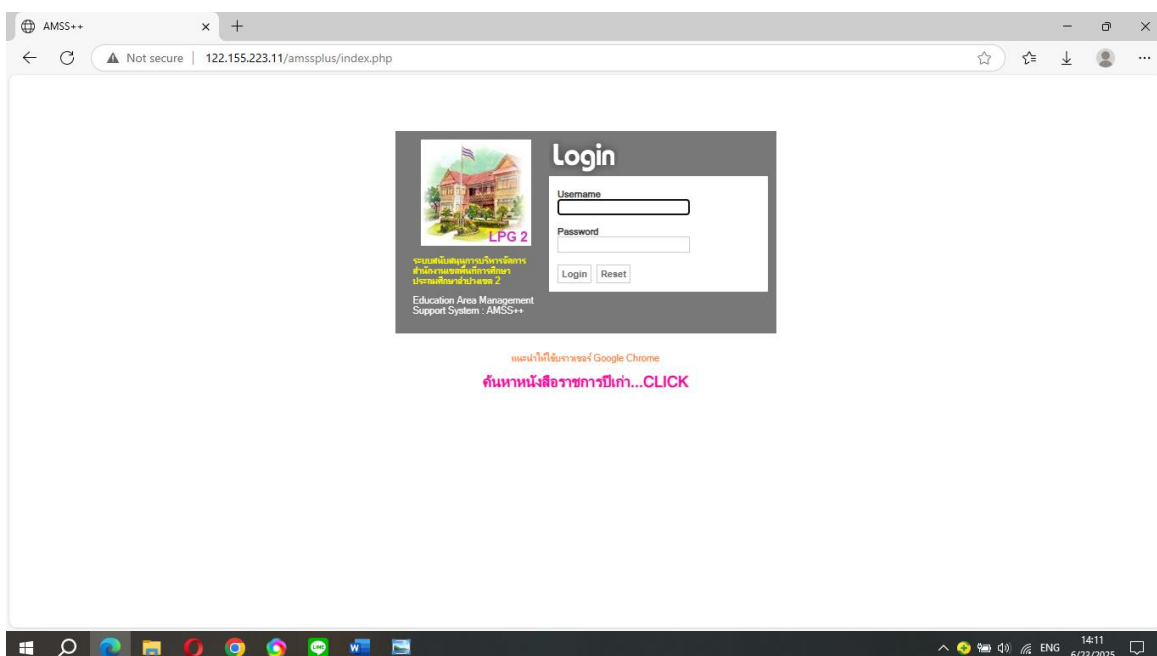 AMSS++
Not secure
122.155.223.11/amssplus/index.php
Login
LPG 2
ระบบสนับสนุนการบริหารจัดการ
สำนักงานเขตพื้นที่การศึกษา
ประถมศึกษาลำปางเขต 2
Education Area Management
Support System : AMSS++
Username
Password
Login Reset
แนะนำให้ใช้บราวเซอร์ Google Chrome
ค้นหาหนังสือราชการปีเก่า...CLICK
ENG
14:11
6/23/2025